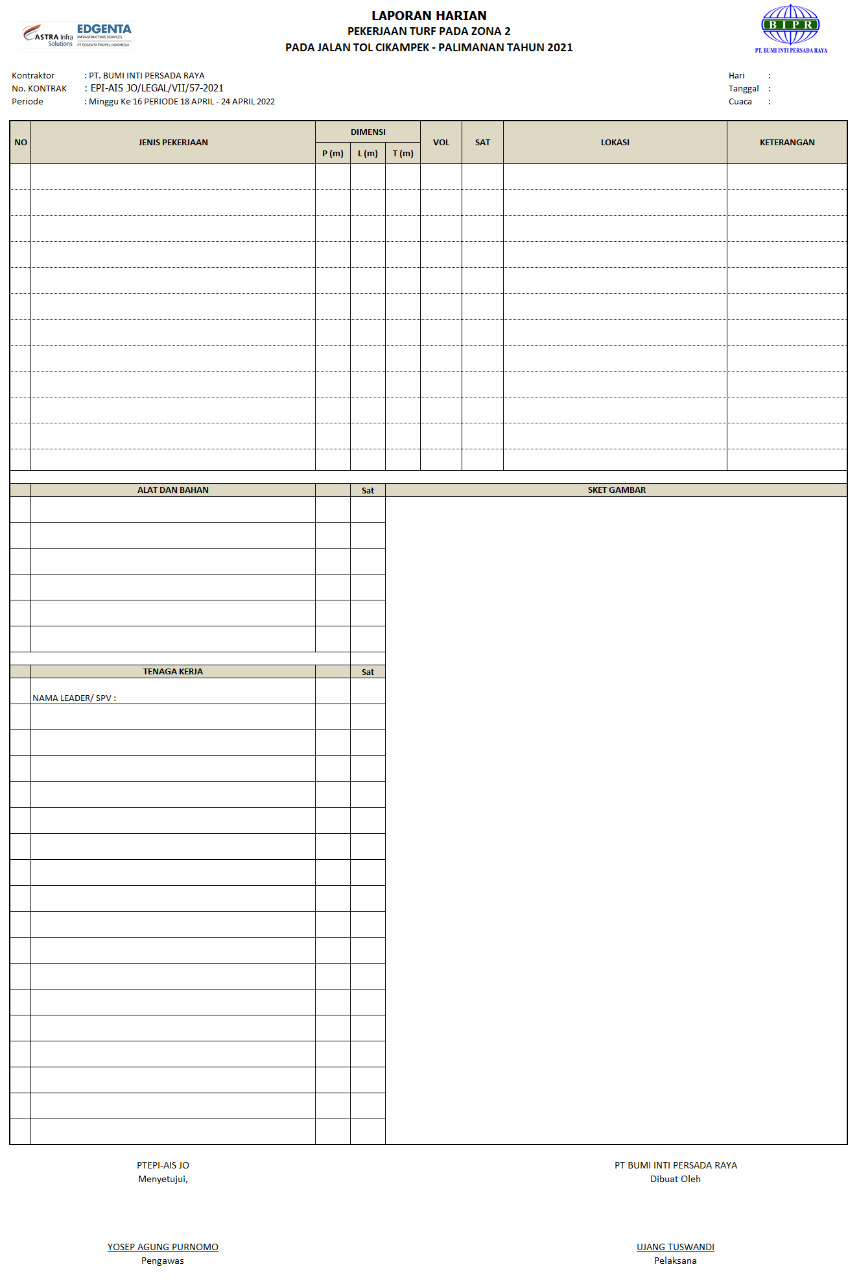 LAPORAN HARIAN
PEKERJAAN TURF PADA ZONA 2
PADA JALAN TOL CIKAMPEK - PALIMANAN TAHUN 2021
ASTRA Infra
Solutions
EDGENTA
INFRASTRUCTURE SERVICES
PT EDGENTA PROPEL INDONESIA
BIPR
PT. BUMI INTI PERSADA RAYA
Kontraktor : PT. BUMI INTI PERSADA RAYA
No. KONTRAK : EPI-AIS JO/LEGAL/VII/57-2021
Periode : Minggu Ke 16 PERIODE 18 APRIL - 24 APRIL 2022
Hari :
Tanggal :
Cuaca :
NO JENIS PEKERJAAN DIMENSI VOL SAT LOKASI KETERANGAN
P (m) L (m) T (m)
ALAT DAN BAHAN Sat SKET GAMBAR
TENAGA KERJA Sat
NAMA LEADER/ SPV :
PTEPI-AIS JO
Menyetujui,
PT BUMI INTI PERSADA RAYA
Dibuat Oleh
YOSEP AGUNG PURNOMO
Pengawas
UJANG TUSWANDI
Pelaksana